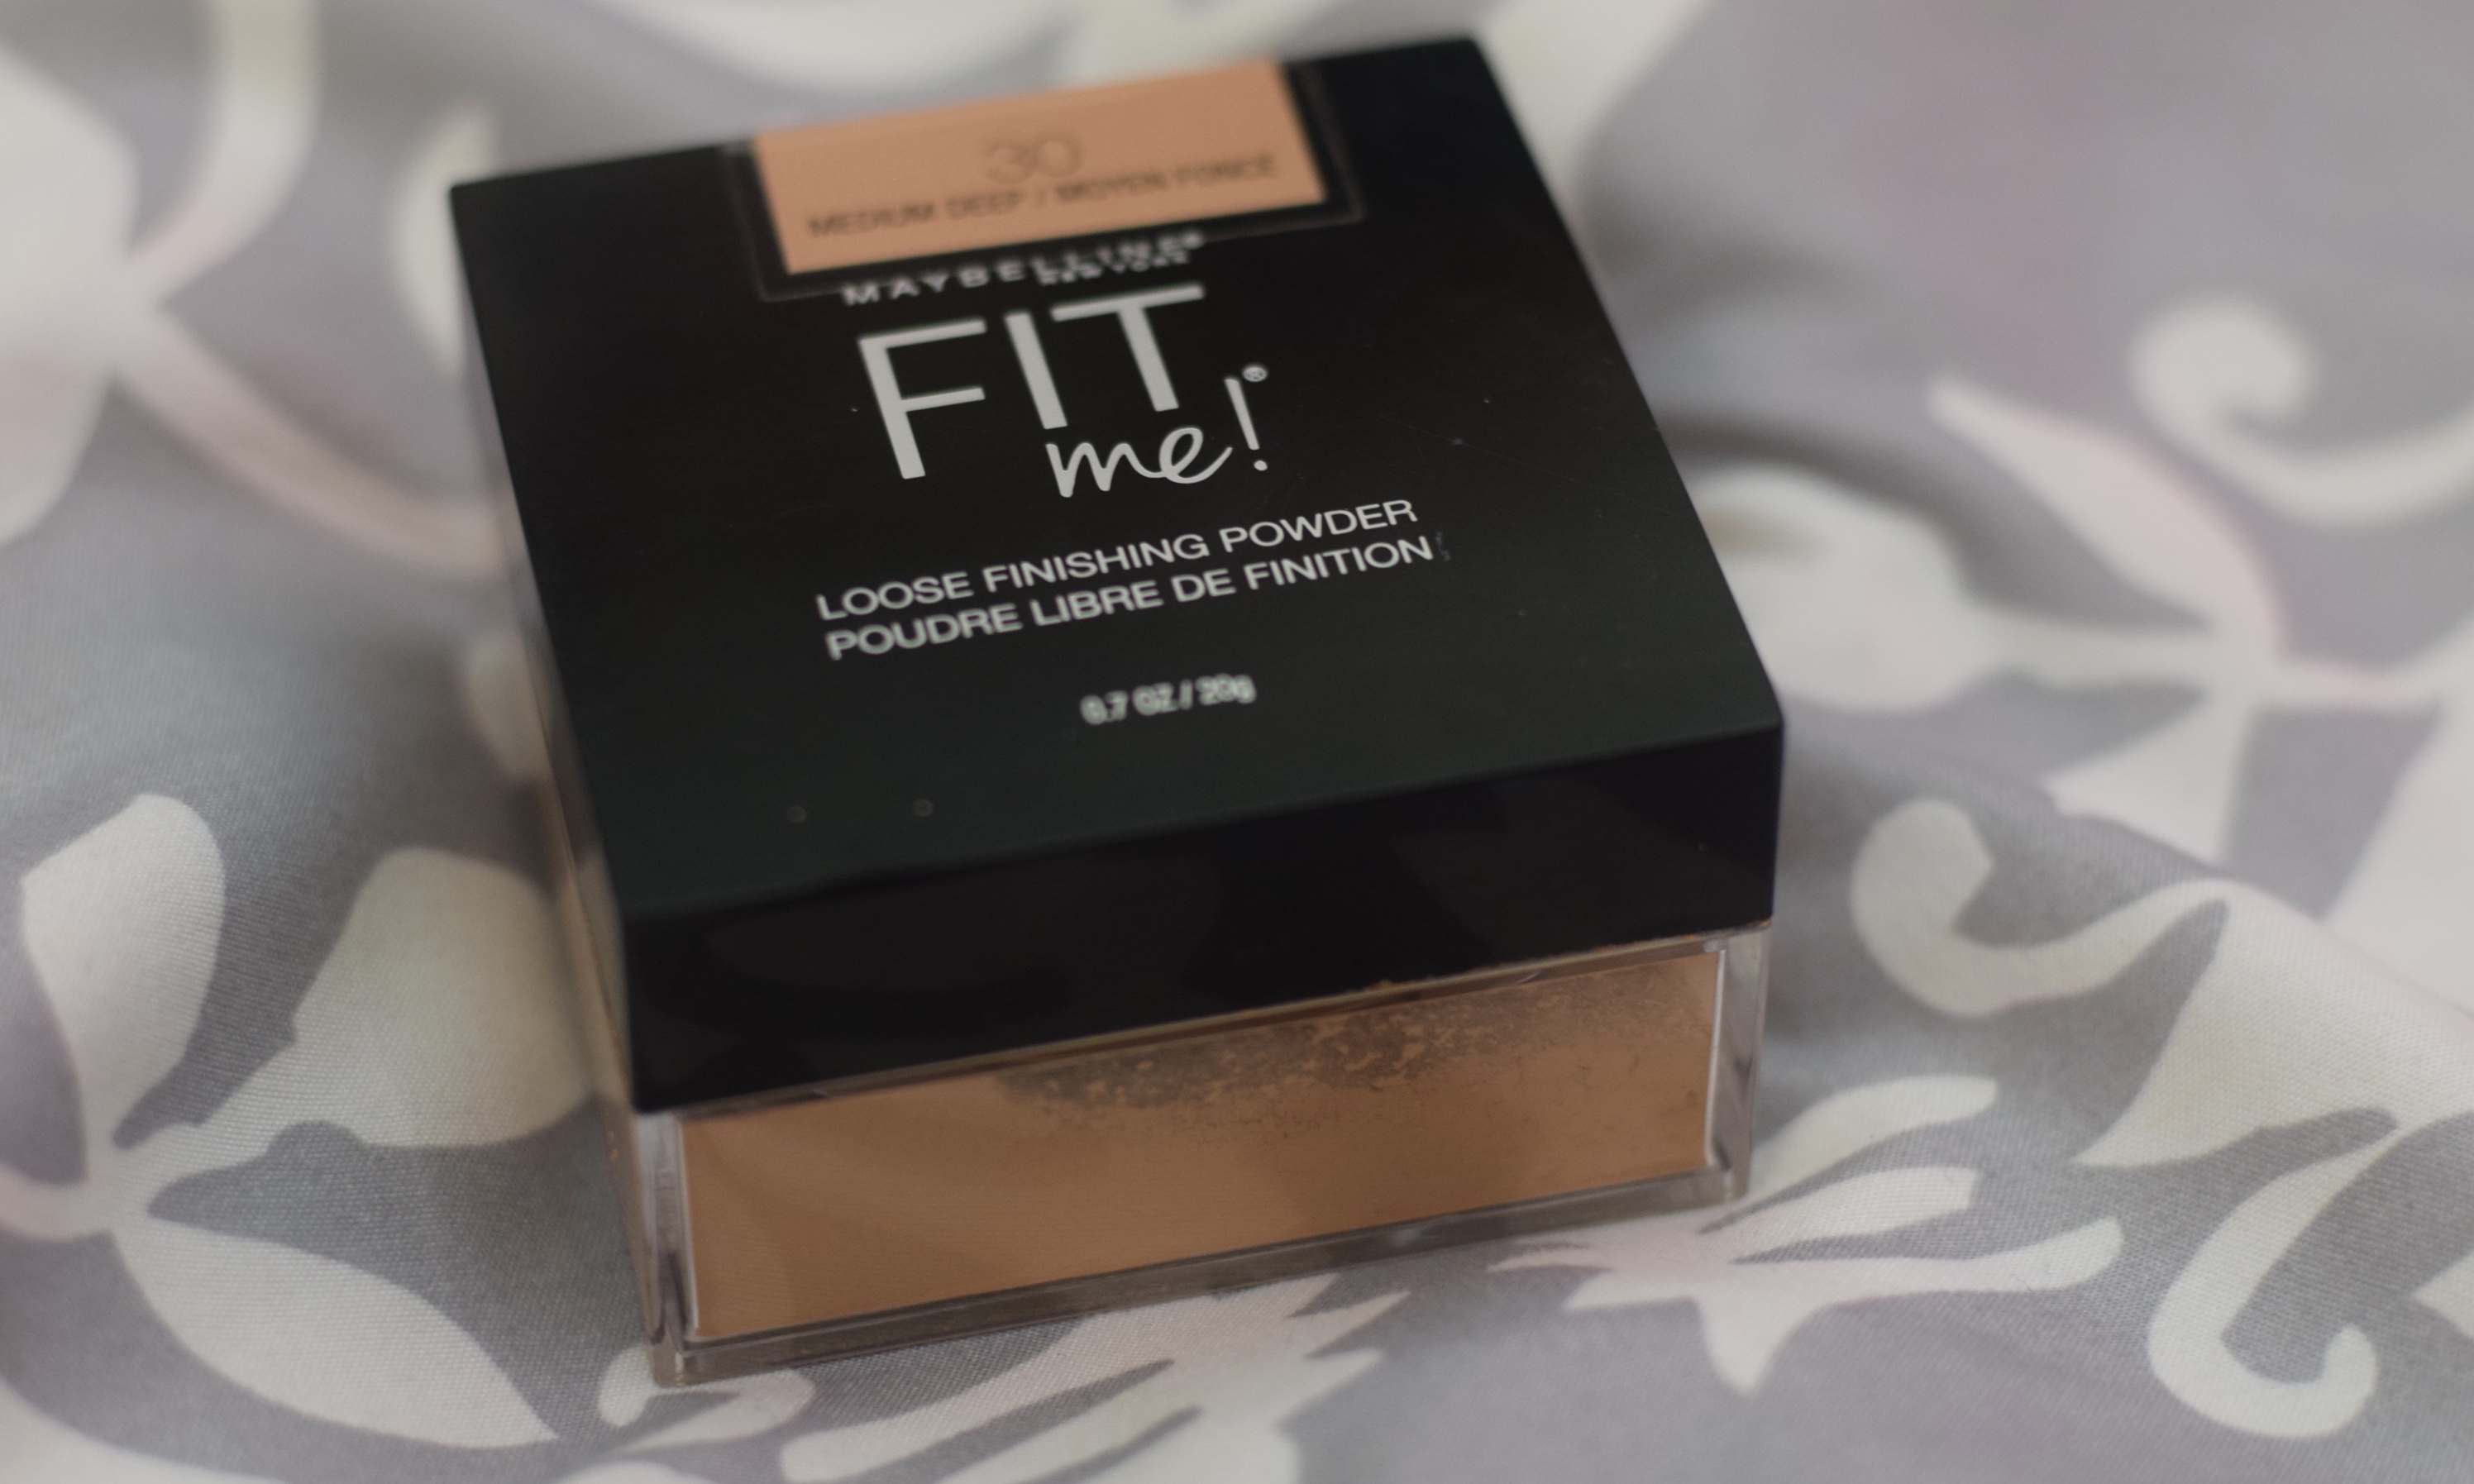 30
MEDIUM DEEP / MOYEN FONCÉ
MAYBELLINE®
NEW YORK
FIT
me!®
LOOSE FINISHING POWDER
POUDRE LIBRE DE FINITION
0.7 OZ / 20g